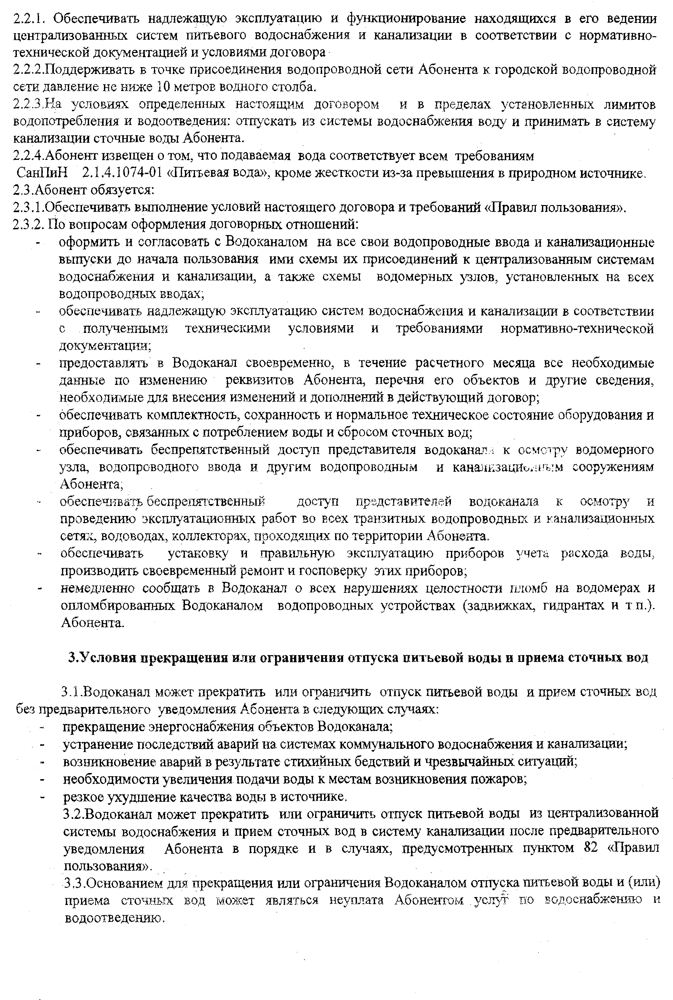 2.2.1. Обеспечивать надлежащую эксплуатацию и функционирование находящихся в его ведении
централизованных систем питьевого водоснабжения и канализации в соответствии с нормативно-
технической документацией и условиями договора
2.2.2.Поддерживать в точке присоединения водопроводной сети Абонента к городской водопроводной
сети давление не ниже 10 метров водного столба.
2.2.3.На условиях определенных настоящим договором и в пределах установленных лимитов
водопотребления и водоотведения: отпускать из системы водоснабжения воду и принимать в систему
канализации сточные воды Абонента.
2.2.4.Абонент извещен о том, что подаваемая вода соответствует всем требованиям
СанПиН 2.1.4.1074-01 «Питьевая вода», кроме жесткости из-за превышения в природном источнике.
2.3.Абонент обязуется:
2.3.1.Обеспечивать выполнение условий настоящего договора и требований «Правил пользования».
2.3.2. По вопросам оформления договорных отношений:
- оформить и согласовать с Водоканалом на все свои водопроводные ввода и канализационные
выпуски до начала пользования ими схемы их присоединений к централизованным системам
водоснабжения и канализации, а также схемы водомерных узлов, установленных на всех
водопроводных вводах;
- обеспечивать надлежащую эксплуатацию систем водоснабжения и канализации в соответствии
с полученными техническими условиями и требованиями нормативно-технической
документации;
- предоставлять в Водоканал своевременно, в течение расчетного месяца все необходимые
данные по изменению реквизитов Абонента, перечня его объектов и другие сведения,
необходимые для внесения изменений и дополнений в действующий договор;
- обеспечивать комплектность, сохранность и нормальное техническое состояние оборудования и
приборов, связанных с потреблением воды и сбросом сточных вод;
- обеспечивать беспрепятственный доступ представителя водоканала к осмотру водомерного
узла, водопроводного ввода и другим водопроводным и канализационным сооружениям
Абонента;
- обеспечивать беспрепятственный доступ представителей водоканала к осмотру и
проведению эксплуатационных работ во всех транзитных водопроводных и канализационных
сетях, водоводах, коллекторах, проходящих по территории Абонента.
- обеспечивать установку и правильную эксплуатацию приборов учета расхода воды,
производить своевременный ремонт и госповерку этих приборов;
- немедленно сообщать в Водоканал о всех нарушениях целостности пломб на водомерах и
опломбированных Водоканалом водопроводных устройствах (задвижках, гидрантах и т п.).
Абонента.
3.Условия прекращения или ограничения отпуска питьевой воды и приема сточных вод
3.1.Водоканал может прекратить или ограничить отпуск питьевой воды и прием сточных вод
без предварительного уведомления Абонента в следующих случаях:
- прекращение энергоснабжения объектов Водоканала;
- устранение последствий аварий на системах коммунального водоснабжения и канализации;
- возникновение аварий в результате стихийных бедствий и чрезвычайных ситуаций;
- необходимости увеличения подачи воды к местам возникновения пожаров;
- резкое ухудшение качества воды в источнике.
3.2.Водоканал может прекратить или ограничить отпуск питьевой воды из централизованной
системы водоснабжения и прием сточных вод в систему канализации после предварительного
уведомления Абонента в порядке и в случаях, предусмотренных пунктом 82 «Правил
пользования».
3.3.Основанием для прекращения или ограничения Водоканалом отпуска питьевой воды и (или)
приема сточных вод может являться неуплата Абонентом услуг по водоснабжению и
водоотведению.